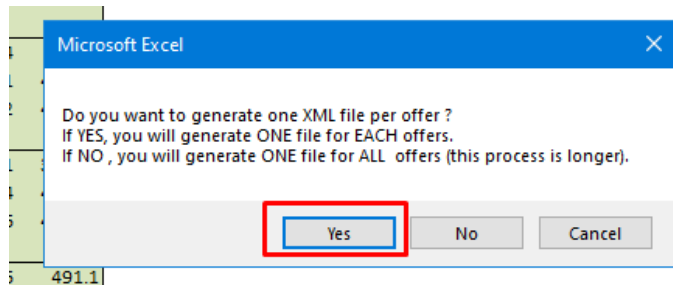 Microsoft Excel
Do you want to generate one XML file per offer ?
If YES, you will generate ONE file for EACH offers.
If NO , you will generate ONE file for ALL  offers (this process is longer).
Yes No Cancel
491.1